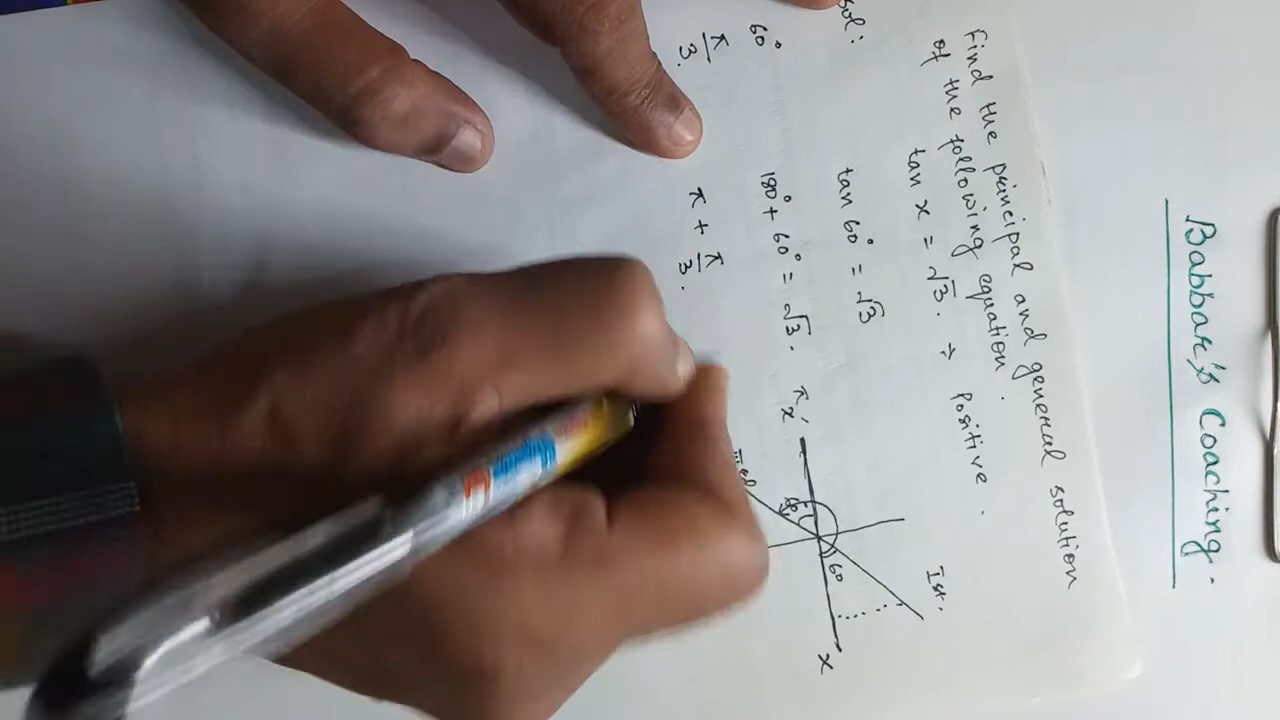 Babbar's Coaching.
Find the principal and general solution
of the following equation.
tan x = √3. ÷ Positive.
Sol:
tan 60° = √3
Ist.
60° 180° + 60° = √3. π
x' 60 x
π/3. π + π/3.